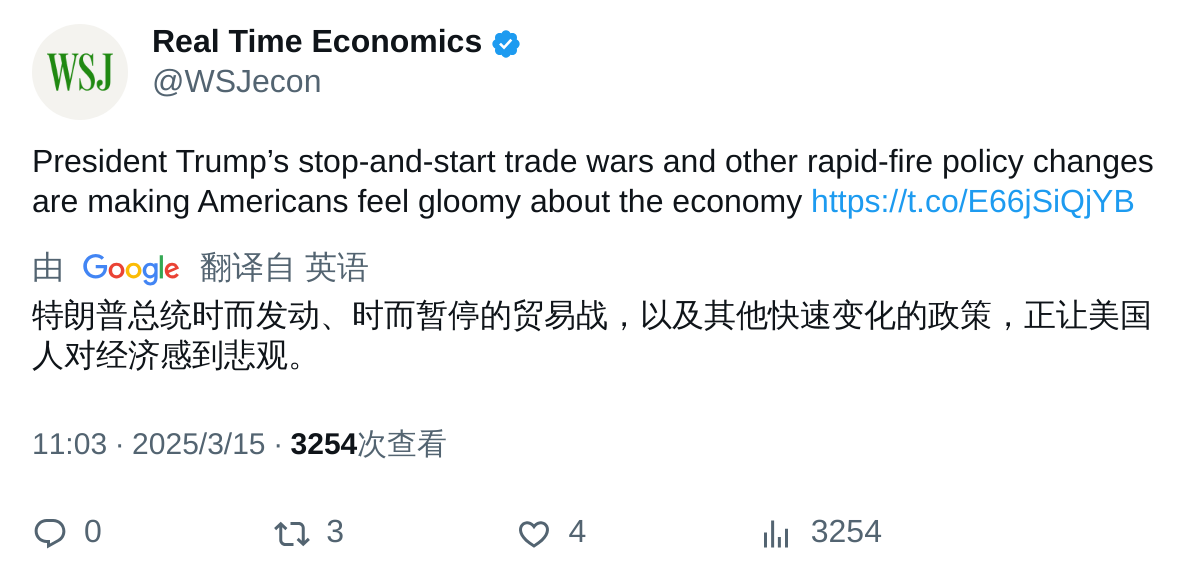 WSJ
Real Time Economics
@WSJecon
President Trump’s stop-and-start trade wars and other rapid-fire policy changes
are making Americans feel gloomy about the economy https://t.co/E66jSiQjYB
由 Google 翻译自 英语
特朗普总统时而发动、时而暂停的贸易战，以及其他快速变化的政策，正让美国
人对经济感到悲观。
11:03 · 2025/3/15 · 3254次查看
0 3 4 3254